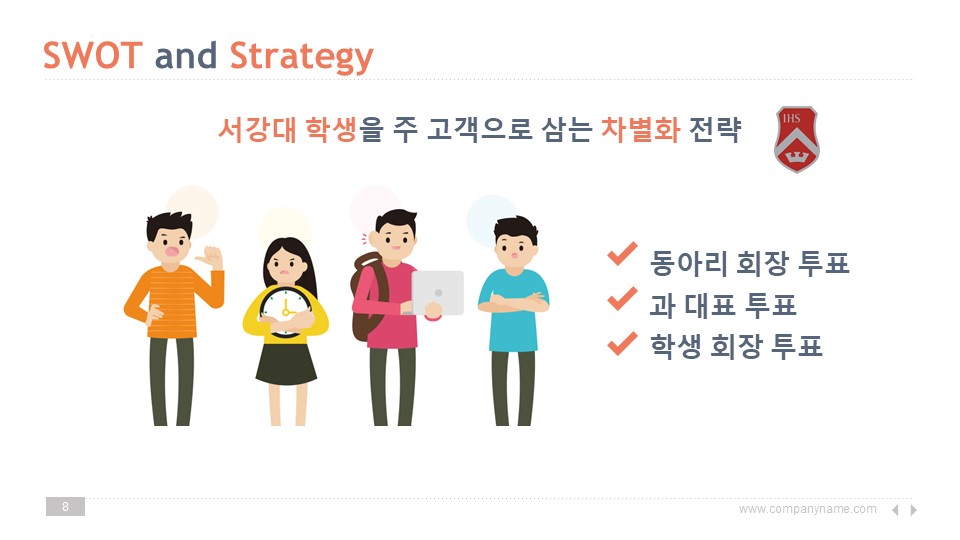 SWOT and Strategy
서강대 학생을 주 고객으로 삼는 차별화 전략
IHS
동아리 회장 투표
과 대표 투표
학생 회장 투표
8
www.companyname.com